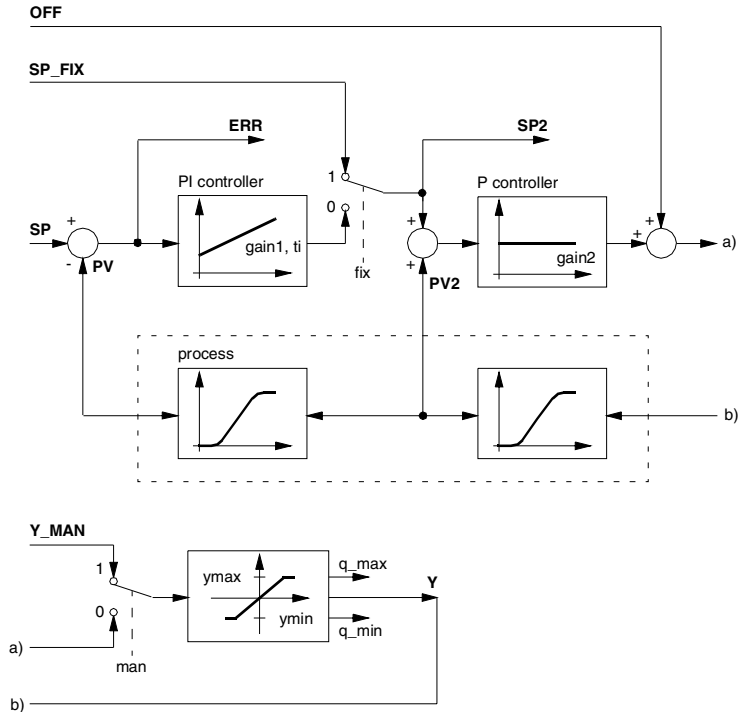 OFF
SP_FIX
ERR
SP2
PI controller
1
P controller
SP
+
0
+
+
+
gain1, ti
gain2
a)
-
PV
fix
+
PV2
process
b)
Y_MAN
1
ymax
q_max
Y
0
ymin
q_min
a)
man
b)